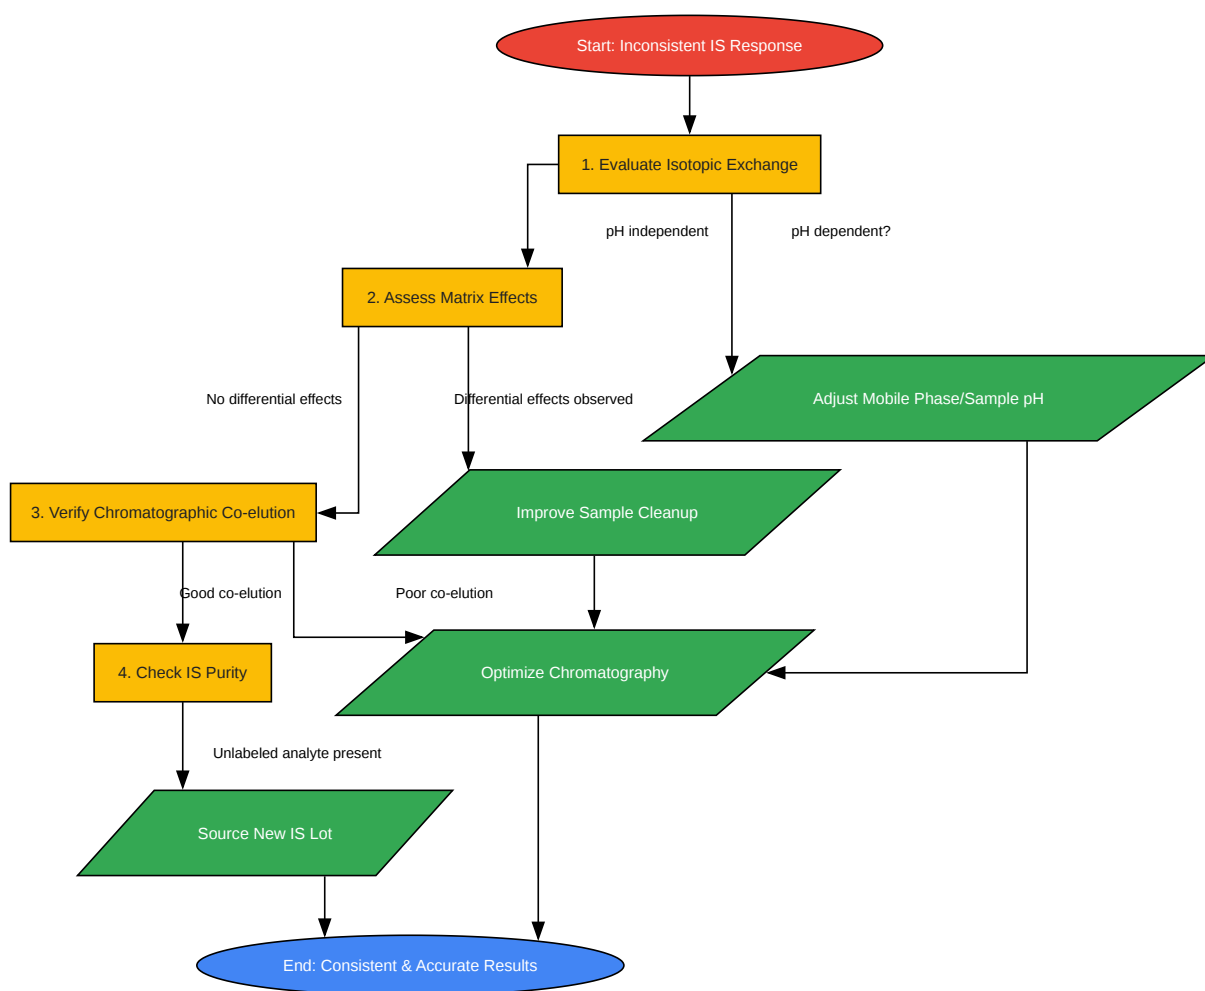 Start: Inconsistent IS Response
1. Evaluate Isotopic Exchange
pH independent
pH dependent?
2. Assess Matrix Effects
No differential effects
Differential effects observed
Adjust Mobile Phase/Sample pH
3. Verify Chromatographic Co-elution
Improve Sample Cleanup
Good co-elution
Poor co-elution
4. Check IS Purity
Optimize Chromatography
Unlabeled analyte present
Source New IS Lot
End: Consistent & Accurate Results